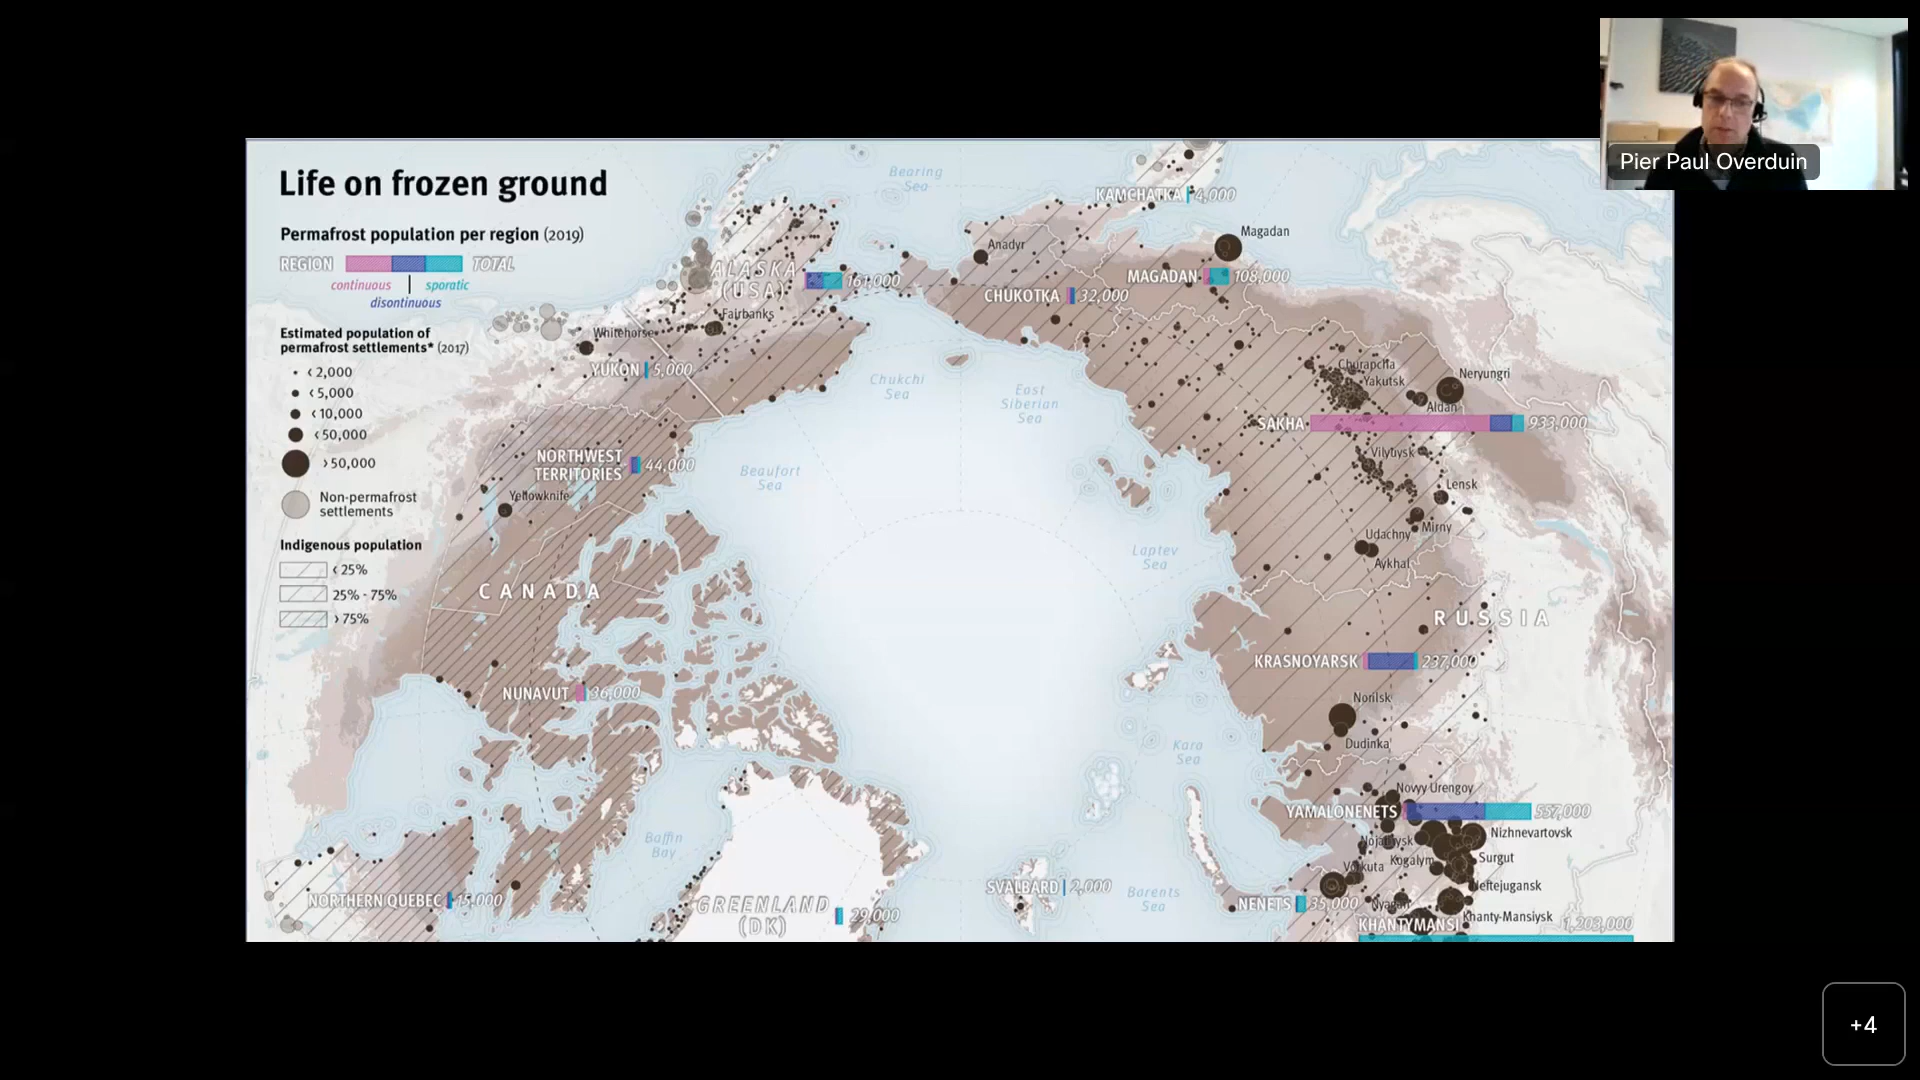 Pier Paul Overduin
Life on frozen ground
Permafrost population per region (2019)
REGION TOTAL
continuous sporatic
discontinuous
Estimated population of
permafrost settlements* (2017)
< 2,000
< 5,000
< 10,000
< 50,000
> 50,000
Non-permafrost
settlements
Indigenous population
< 25%
25% - 75%
> 75%
Bearing
Sea
KAMCHATKA 4,000
Magadan
Anadyr
ALASKA
(USA)
161,000
MAGADAN 108,000
CHUKOTKA 32,000
Fairbanks
Whitehorse
YUKON 5,000
Chukchi
Sea
East
Siberian
Sea
Churapcha
Yakutsk
Neryungri
Aldan
SAKHA 933,000
NORTHWEST
TERRITORIES
44,000
Beaufort
Sea
Vilyuysk
Yellowknife
Lensk
Mirny
Udachny
Aykhal
Laptev
Sea
CANADA
RUSSIA
KRASNOYARSK 237,000
NUNAVUT 36,000
Norilsk
Dudinka
Kara
Sea
Novyy Urengoy
YAMALONENETS 557,000
Nizhnevartovsk
Baffin
Bay
Kogalym
Surgut
Vorkuta
Neftejugansk
SVALBARD 2,000
Barents
Sea
NORTHERN QUEBEC 15,000
GREENLAND
(DK)
29,000
NENETS 35,000
Nyagan
Khanty-Mansiysk
KHANTYMANSI 1,203,000
+4